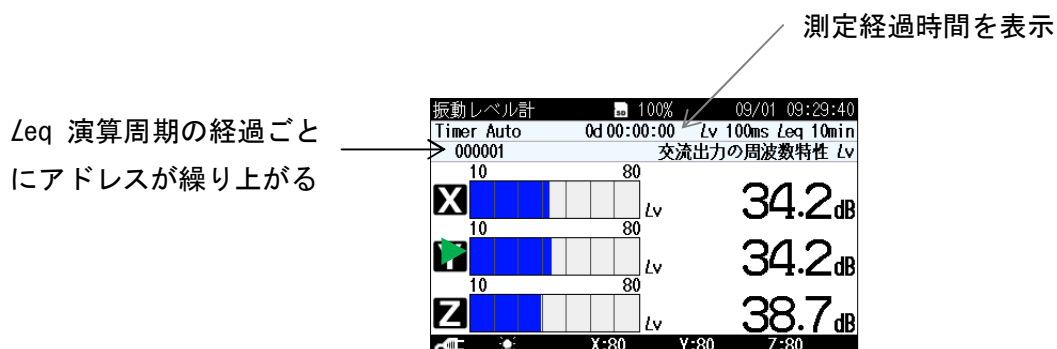 測定経過時間を表示
Leq 演算周期の経過ごと
にアドレスが繰り上がる
振動レベル計 SD 100% 09/01 09:29:40
Timer Auto 0d 00:00:00 Lv 100ms Leq 10min
000001 交流出力の周波数特性 Lv
10 80
X Lv 34.2dB
10 80
Y Lv 34.2dB
10 80
Z Lv 38.7dB
X:80 Y:80 Z:80